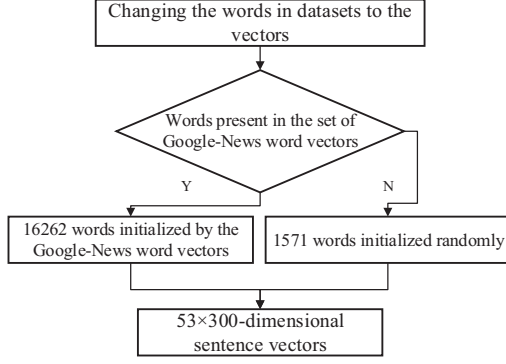 Changing the words in datasets to the
vectors
Words present in the set of
Google-News word vectors
Y
N
16262 words initialized by the
Google-News word vectors
1571 words initialized randomly
53×300-dimensional
sentence vectors